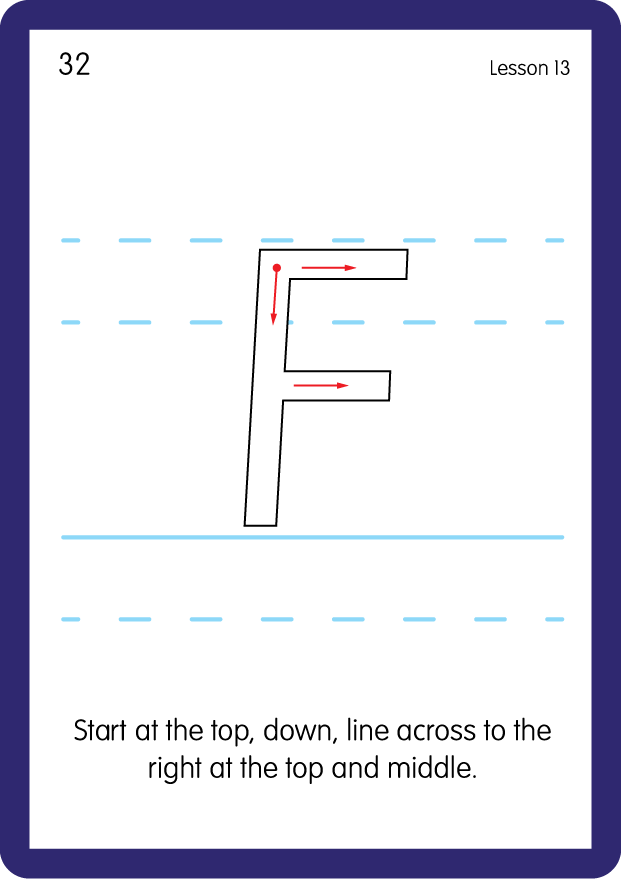 32
Lesson 13
F
Start at the top, down, line across to the
right at the top and middle.